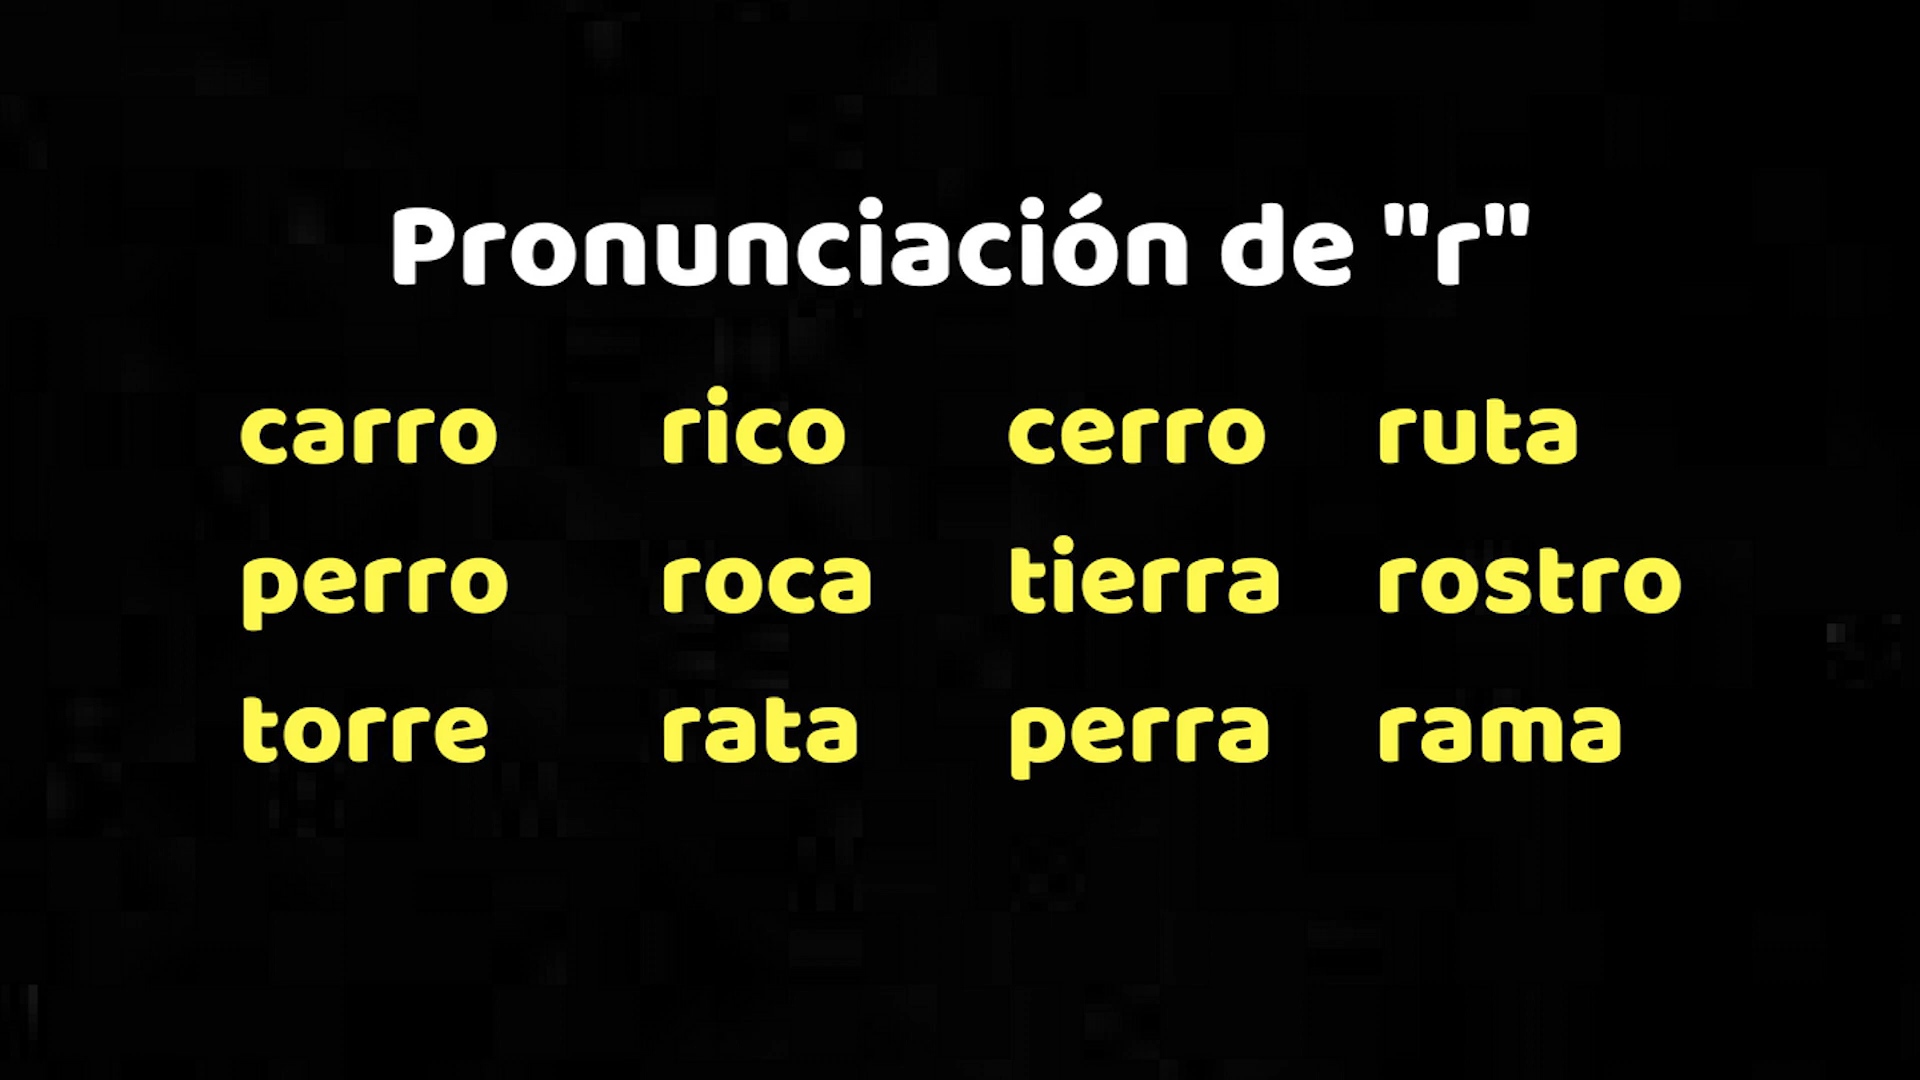 Pronunciación de "r"
carro rico cerro ruta
perro roca tierra rostro
torre rata perra rama